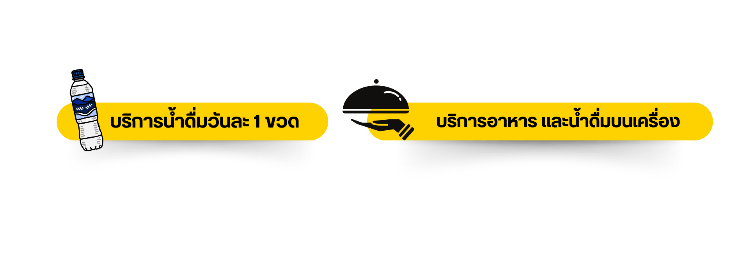 บริการน้ำดื่มวันละ 1 ขวด
บริการอาหาร และน้ำดื่มบนเครื่อง